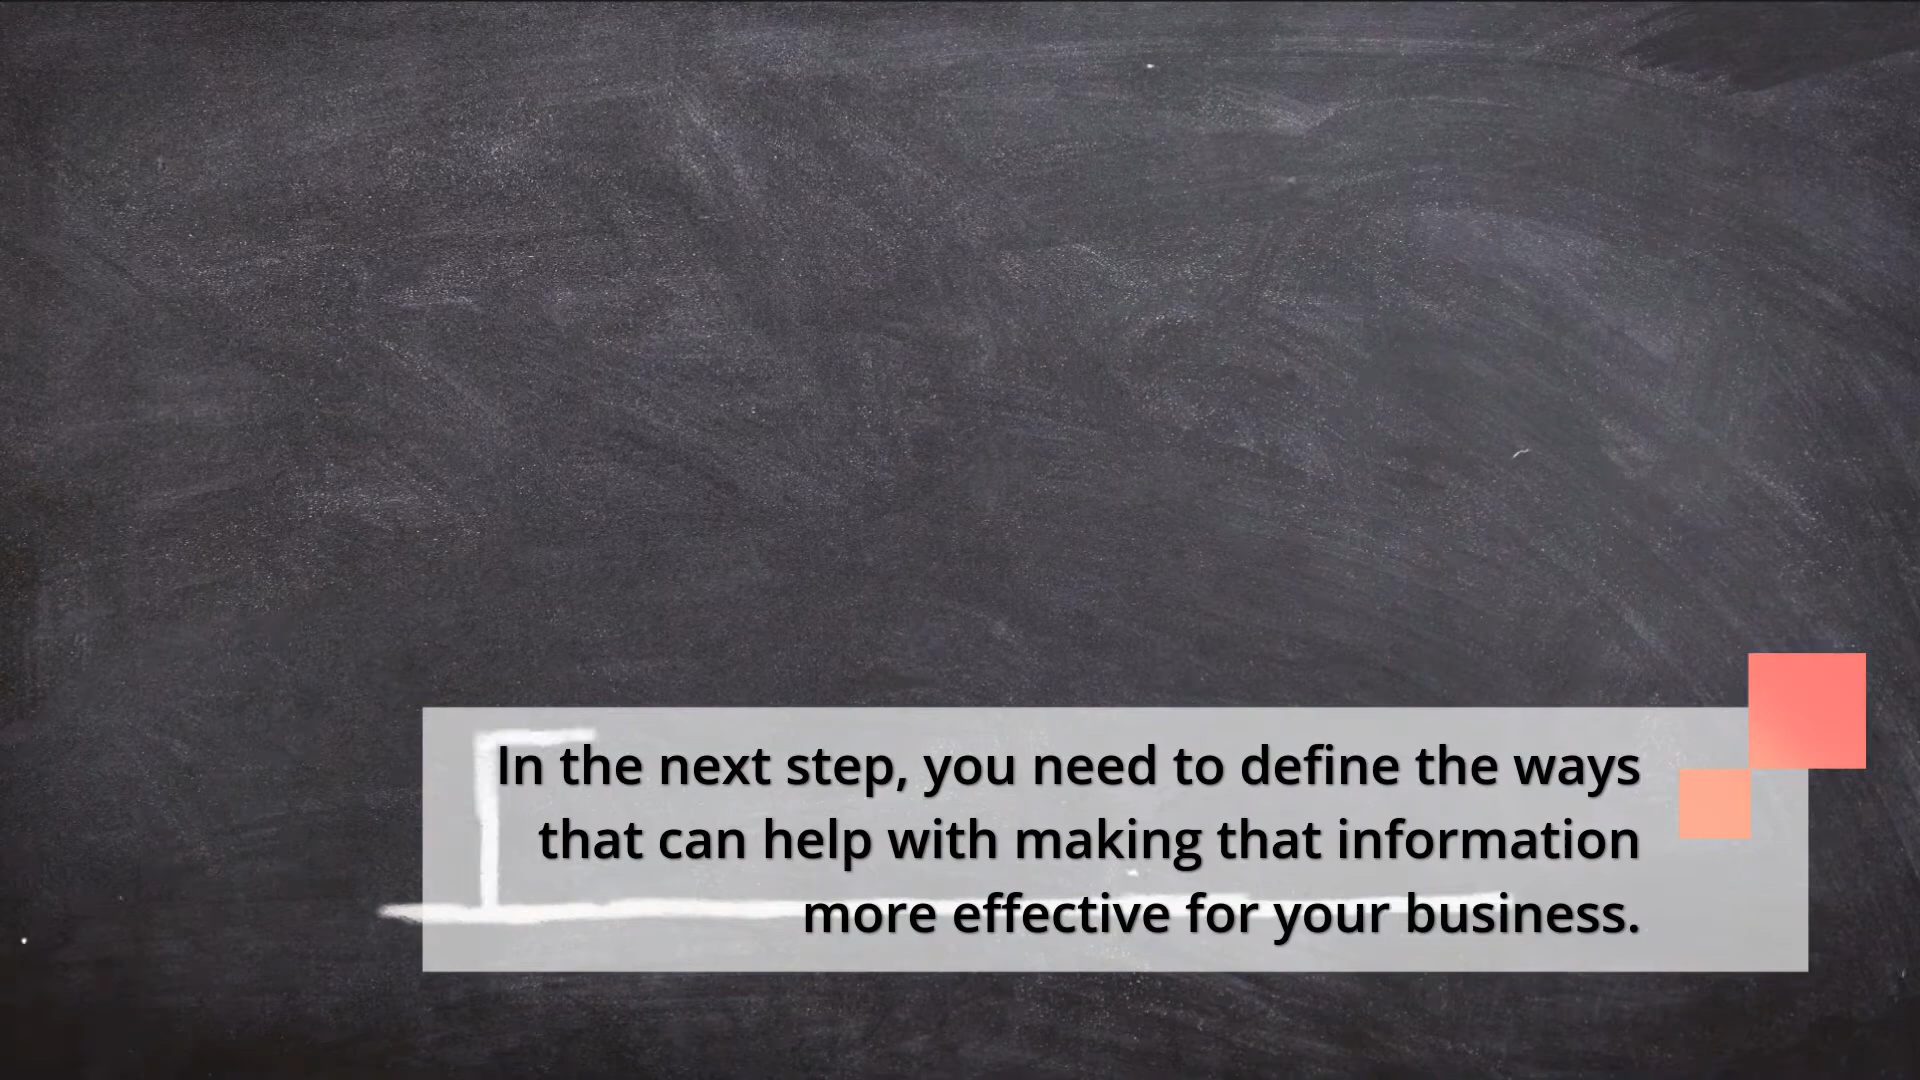 In the next step, you need to define the ways
that can help with making that information
more effective for your business.